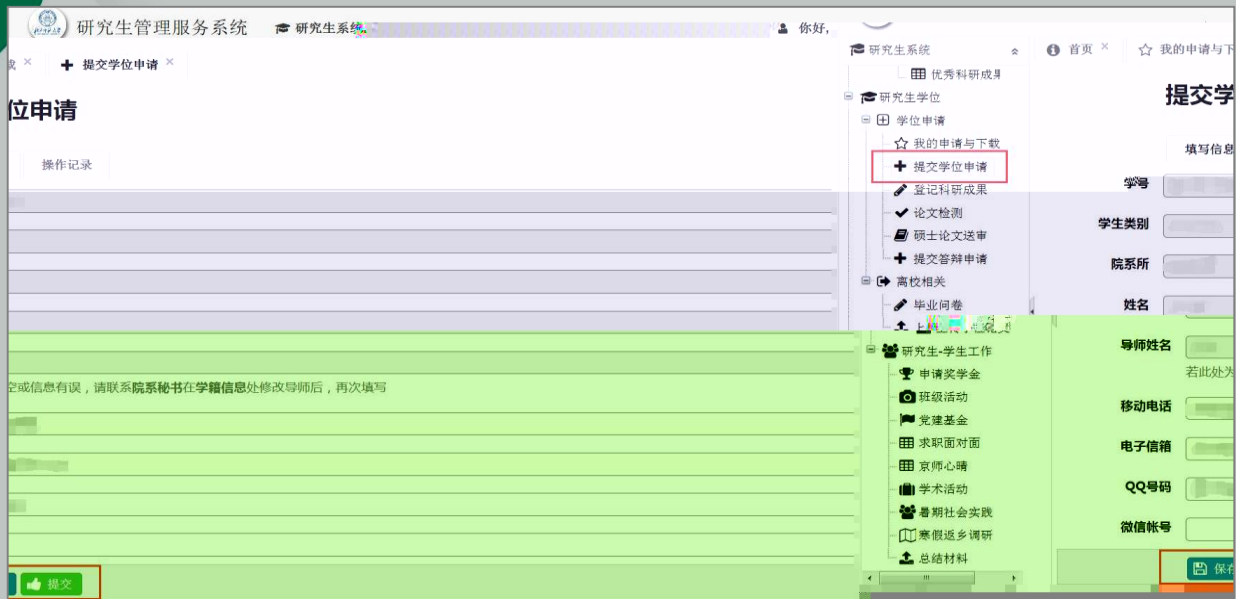 研究生管理服务系统
研究生系统
你好,
提交学位申请
位申请
操作记录
空或信息有误，请联系院系秘书在学籍信息处修改导师后，再次填写
提交
研究生系统
优秀科研成果
研究生学位
学位申请
我的申请与下载
提交学位申请
登记科研成果
论文检测
硕士论文送审
提交答辩申请
离校相关
毕业问卷
研究生-学生工作
申请奖学金
班级活动
党建基金
求职面对面
京师心晴
学术活动
暑期社会实践
寒假返乡调研
总结材料
首页
我的申请与下
提交学
填写信息
学号
学生类别
院系所
姓名
导师姓名
若此处为
移动电话
电子信箱
QQ号码
微信帐号
保存